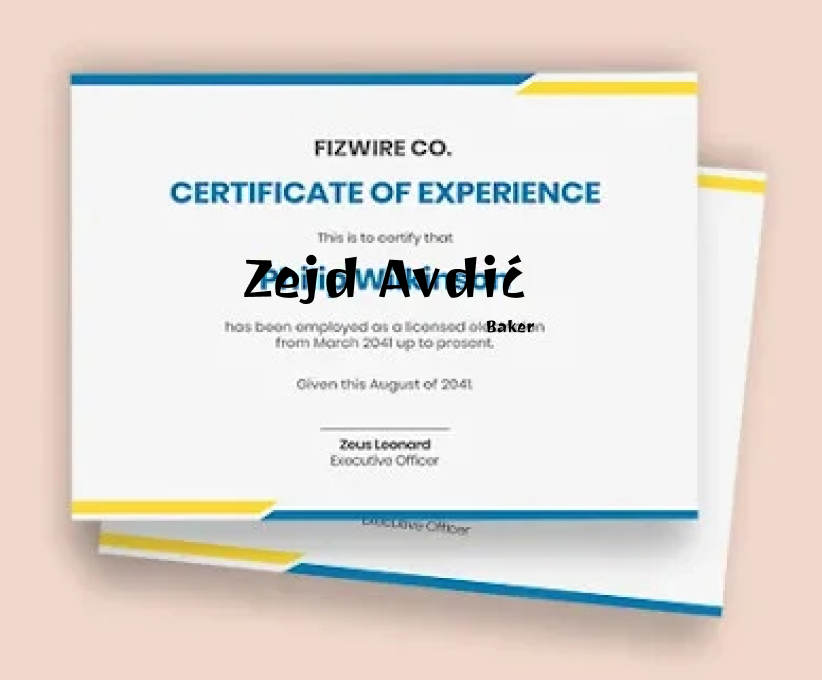 FIZWIRE CO.
CERTIFICATE OF EXPERIENCE
This is to certify that
Zejd Avdić
has been employed as a licensed Baker
from March 2041 up to present.
Given this August of 2041.
Zeus Leonard
Executive Officer
Executive Officer